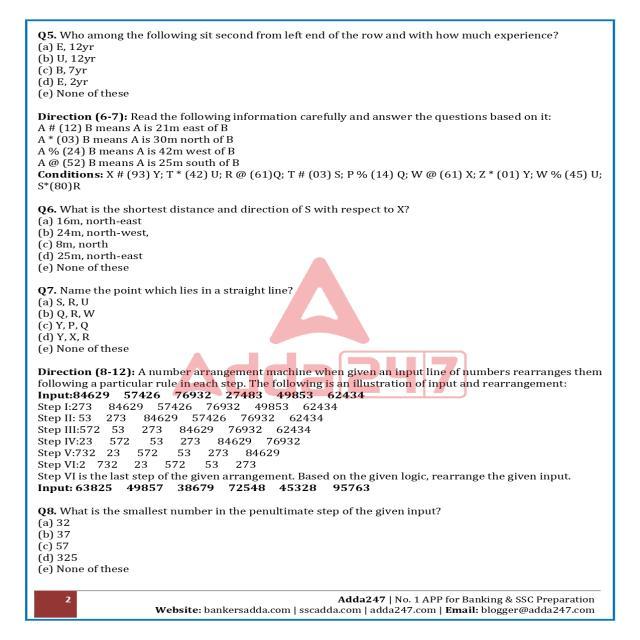 Q5. Who among the following sit second from left end of the row and with how much experience?
(a) E, 12yr
(b) U, 12yr
(c) B, 7yr
(d) E, 2yr
(e) None of these
Direction (6-7): Read the following information carefully and answer the questions based on it:
A # (12) B means A is 21m east of B
A * (03) B means A is 30m north of B
A % (24) B means A is 42m west of B
A @ (52) B means A is 25m south of B
Conditions: X # (93) Y; T * (42) U; R @ (61)Q; T # (03) S; P % (14) Q; W @ (61) X; Z * (01) Y; W % (45) U;
S*(80)R
Q6. What is the shortest distance and direction of S with respect to X?
(a) 16m, north-east
(b) 24m, north-west,
(c) 8m, north
(d) 25m, north-east
(e) None of these
Q7. Name the point which lies in a straight line?
(a) S, R, U
(b) Q, R, W
(c) Y, P, Q
(d) Y, X, R
(e) None of these
Adda247
Direction (8-12): A number arrangement machine when given an input line of numbers rearranges them
following a particular rule in each step. The following is an illustration of input and rearrangement:
Input:84629 57426 76932 27483 49853 62434
Step I:273 84629 57426 76932 49853 62434
Step II: 53 273 84629 57426 76932 62434
Step III:572 53 273 84629 76932 62434
Step IV:23 572 53 273 84629 76932
Step V:732 23 572 53 273 84629
Step VI:2 732 23 572 53 273
Step VI is the last step of the given arrangement. Based on the given logic, rearrange the given input.
Input: 63825 49857 38679 72548 45328 95763
Q8. What is the smallest number in the penultimate step of the given input?
(a) 32
(b) 37
(c) 57
(d) 325
(e) None of these
2
Adda247 | No. 1 APP for Banking & SSC Preparation
Website: bankersadda.com | sscadda.com | adda247.com | Email: blogger@adda247.com